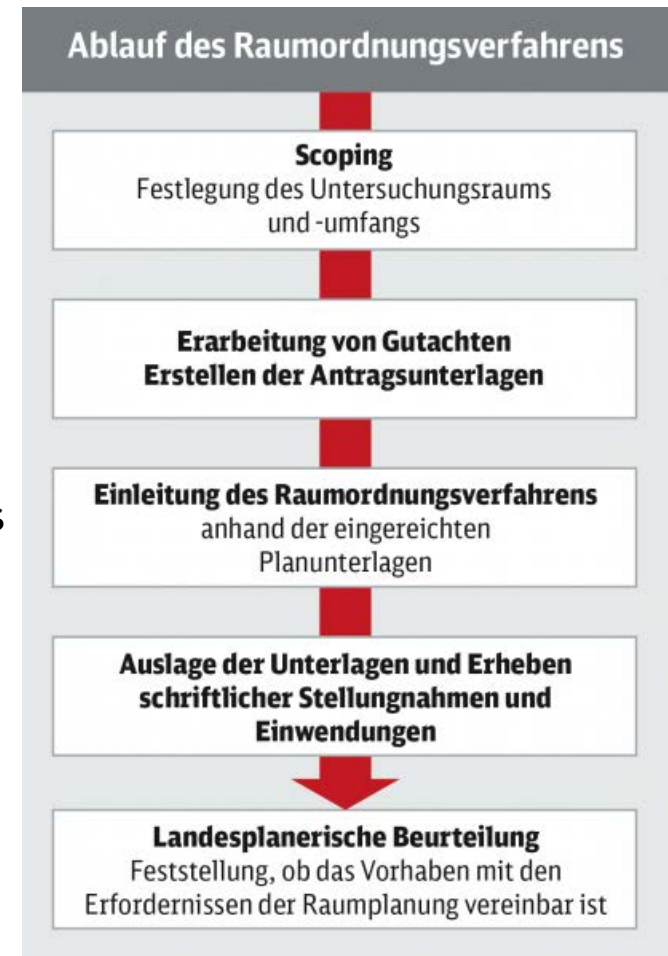 Ablauf des Raumordnungsverfahrens
Scoping
Festlegung des Untersuchungsraums
und -umfangs
Erarbeitung von Gutachten
Erstellen der Antragsunterlagen
s
Einleitung des Raumordnungsverfahrens
anhand der eingereichten
Planunterlagen
Auslage der Unterlagen und Erheben
schriftlicher Stellungnahmen und
Einwendungen
Landesplanerische Beurteilung
Feststellung, ob das Vorhaben mit den
Erfordernissen der Raumplanung vereinbar ist